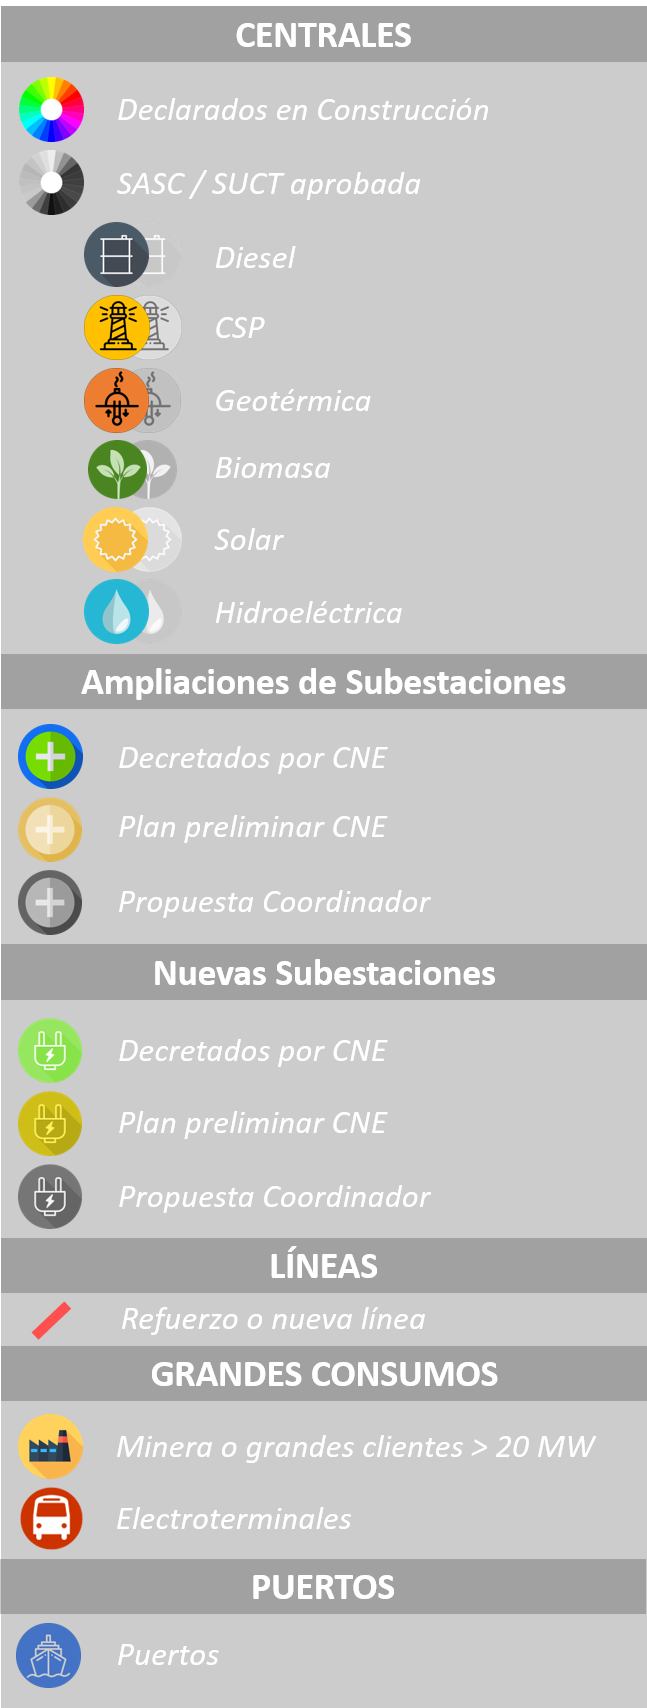 CENTRALES
Declarados en Construcción
SASC / SUCT aprobada
Diesel
CSP
Geotérmica
Biomasa
Solar
Hidroeléctrica
Ampliaciones de Subestaciones
Decretados por CNE
Plan preliminar CNE
Propuesta Coordinador
Nuevas Subestaciones
Decretados por CNE
Plan preliminar CNE
Propuesta Coordinador
LÍNEAS
Refuerzo o nueva línea
GRANDES CONSUMOS
Minera o grandes clientes > 20 MW
Electroterminales
PUERTOS
Puertos